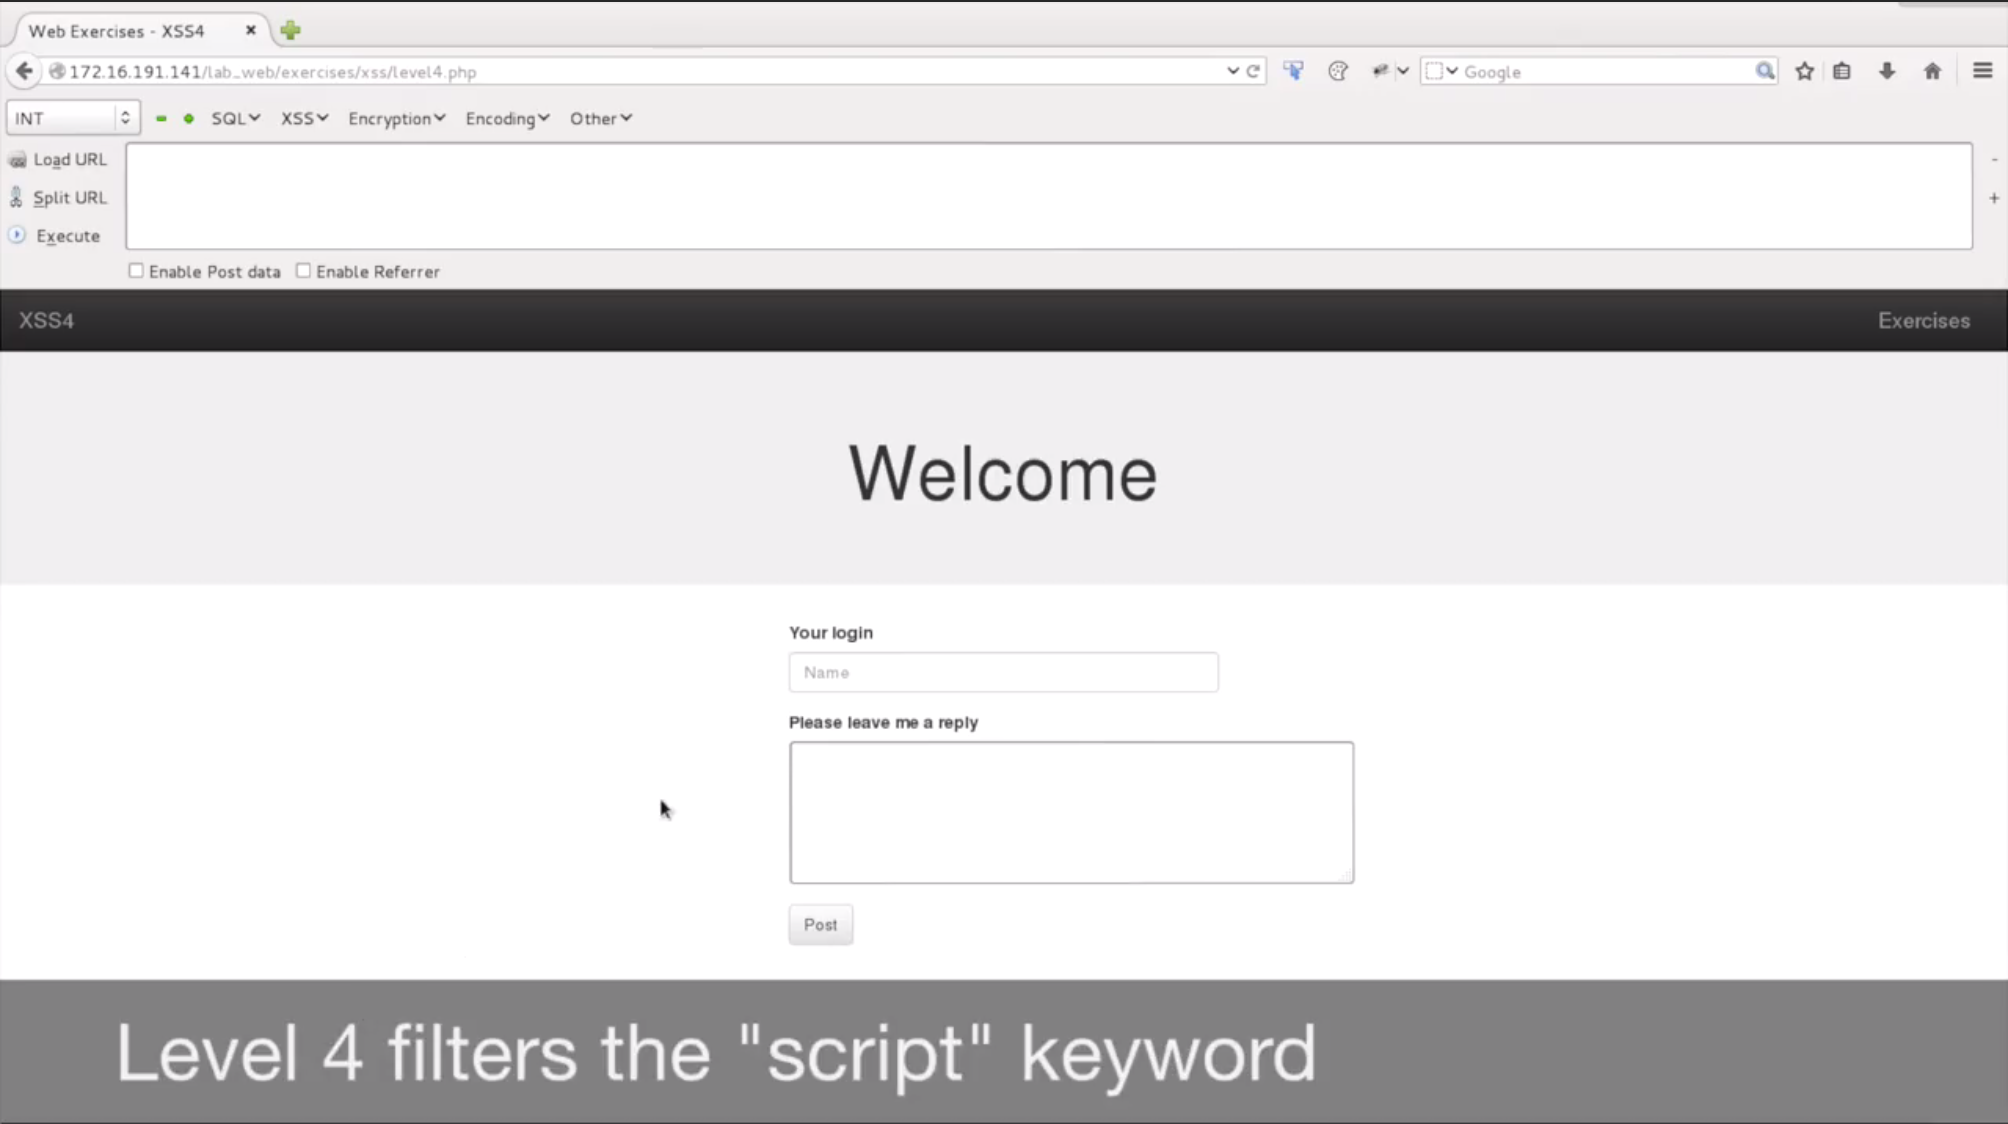 Web Exercises - XSS4
172.16.191.141/lab_web/exercises/xss/level4.php
Google
INT
SQL XSS Encryption Encoding Other
Load URL
Split URL
Execute
-
+
Enable Post data Enable Referrer
XSS4 Exercises
Welcome
Your login
Name
Please leave me a reply
Post
Level 4 filters the "script" keyword